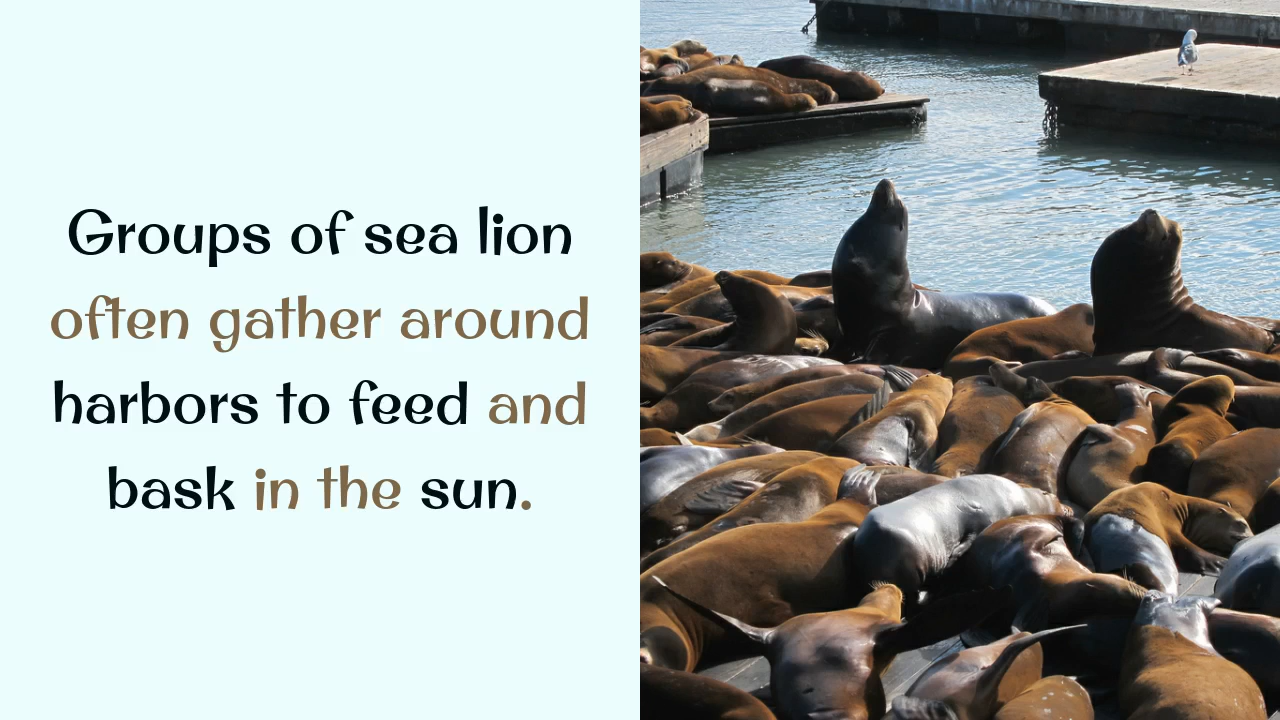 Groups of sea lion
often gather around
harbors to feed and
bask in the sun.